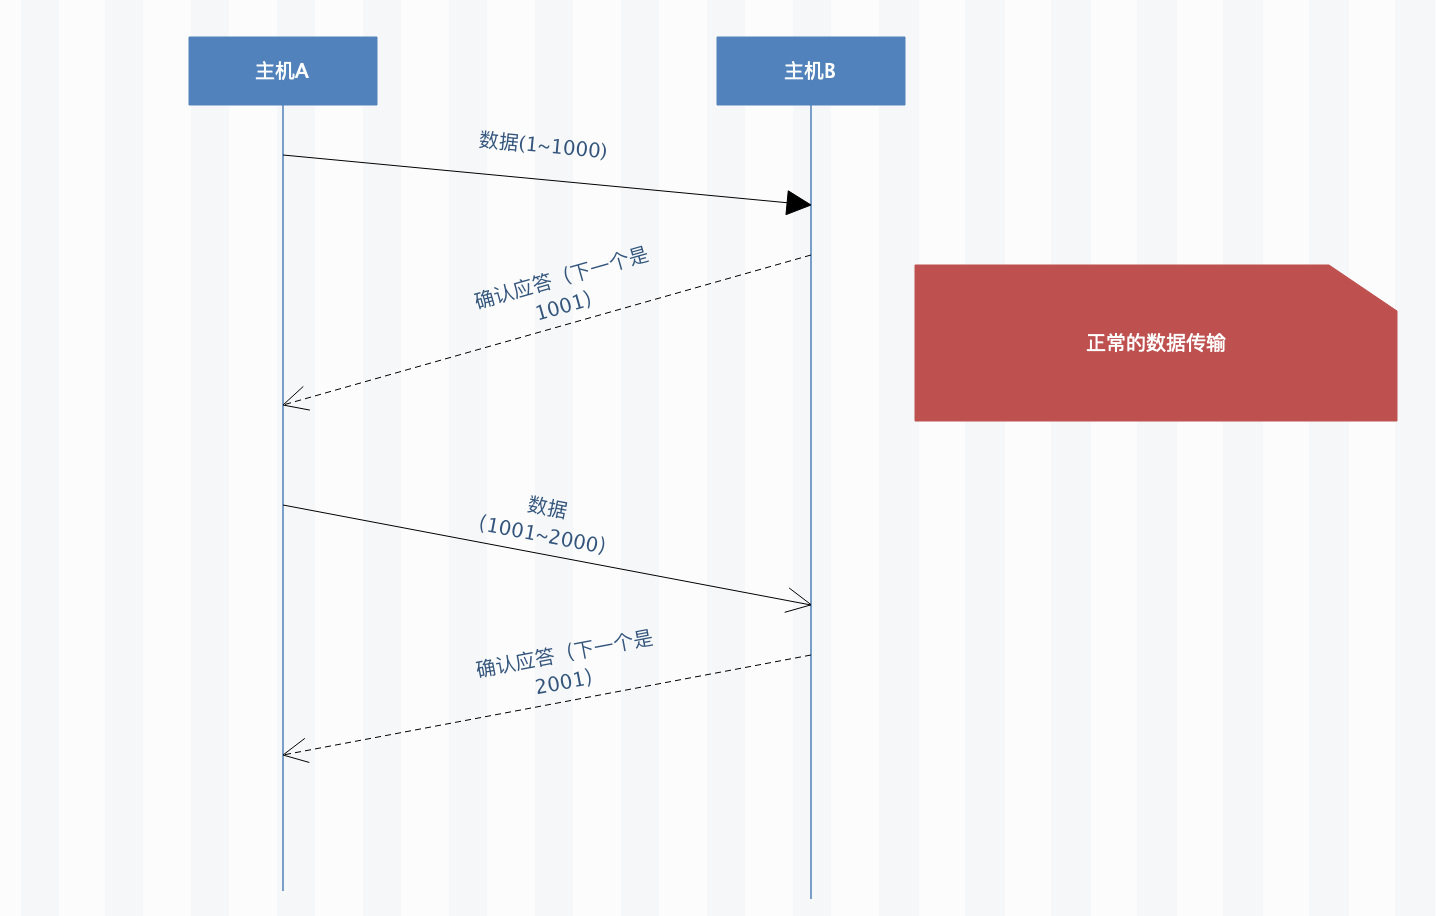 主机A
主机B
数据(1~1000)
确认应答（下一个是
1001）
正常的数据传输
数据
(1001~2000)
确认应答（下一个是
2001）